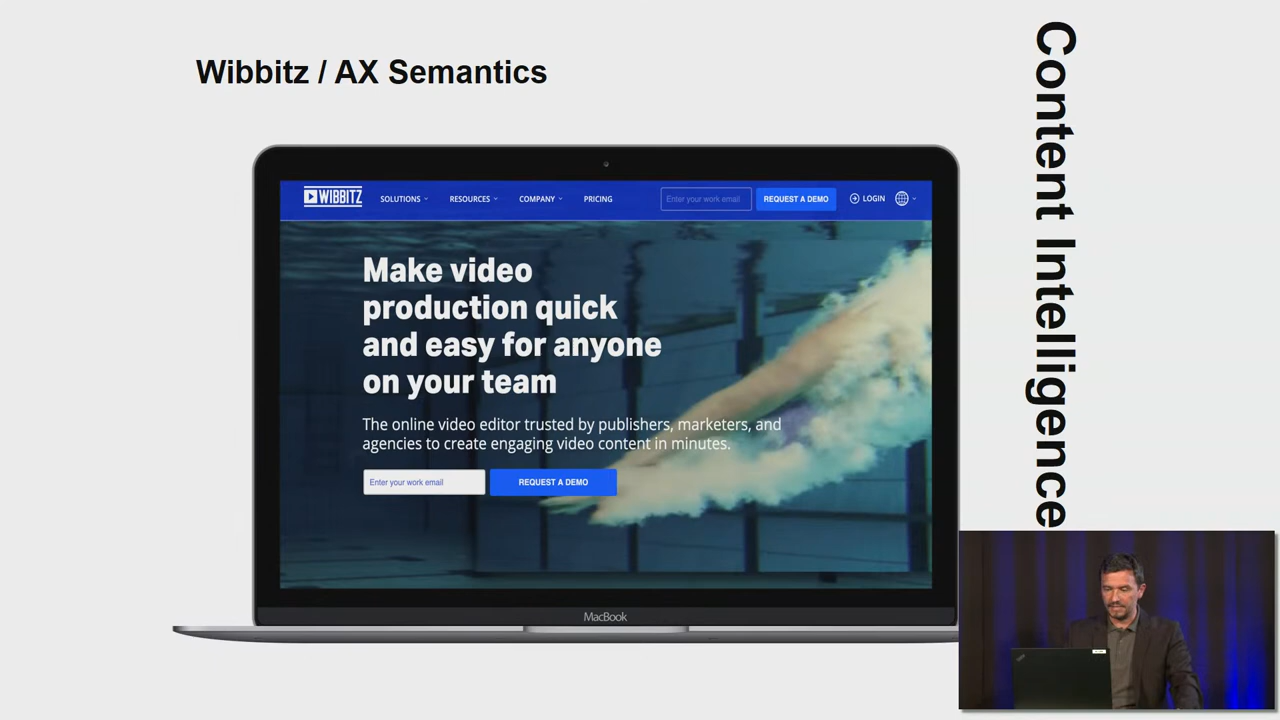 Wibbitz / AX Semantics
Content Intelligence
WIBBITZ SOLUTIONS RESOURCES COMPANY PRICING Enter your work email REQUEST A DEMO LOGIN
Make video
production quick
and easy for anyone
on your team
The online video editor trusted by publishers, marketers, and
agencies to create engaging video content in minutes.
Enter your work email REQUEST A DEMO
MacBook